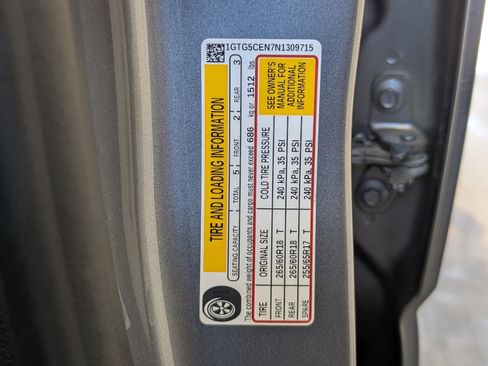 1GTG5CEN7N1309715
TIRE AND LOADING INFORMATION
SEATING CAPACITY TOTAL 5 FRONT 2 REAR 3
The combined weight of occupants and cargo must never exceed 686 kg or 1512 lbs.
TIRE ORIGINAL SIZE COLD TIRE PRESSURE
FRONT 265/60R18 T 240 kPa, 35 PSI
REAR 265/60R18 T 240 kPa, 35 PSI
SPARE 255/65R17 T 240 kPa, 35 PSI
SEE OWNER'S
MANUAL FOR
ADDITIONAL
INFORMATION